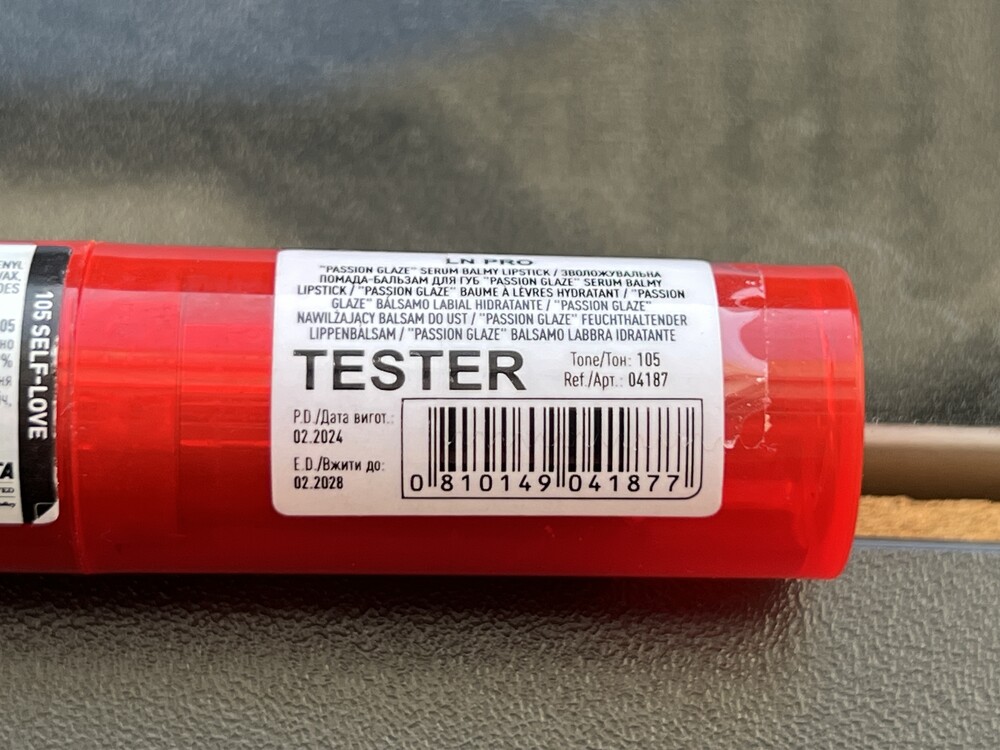 LN PRO
"PASSION GLAZE" SERUM BALMY LIPSTICK / ЗВОЛОЖУВАЛЬНА
ПОМАДА-БАЛЬЗАМ ДЛЯ ГУБ "PASSION GLAZE" SERUM BALMY
LIPSTICK / "PASSION GLAZE" BAUME À LÈVRES HYDRATANT / "PASSION
GLAZE" BÁLSAMO LABIAL HIDRATANTE / "PASSION GLAZE"
NAWILŻAJĄCY BALSAM DO UST / "PASSION GLAZE" FEUCHTHALTENDER
LIPPENBALSAM / "PASSION GLAZE" BALSAMO LABBRA IDRATANTE
TESTER
Tone/Тон: 105
Ref./Арт.: 04187
P.D./Дата вигот.:
02.2024
E.D./Вжити до:
02.2028
0 810149 041877
105 SELF-LOVE